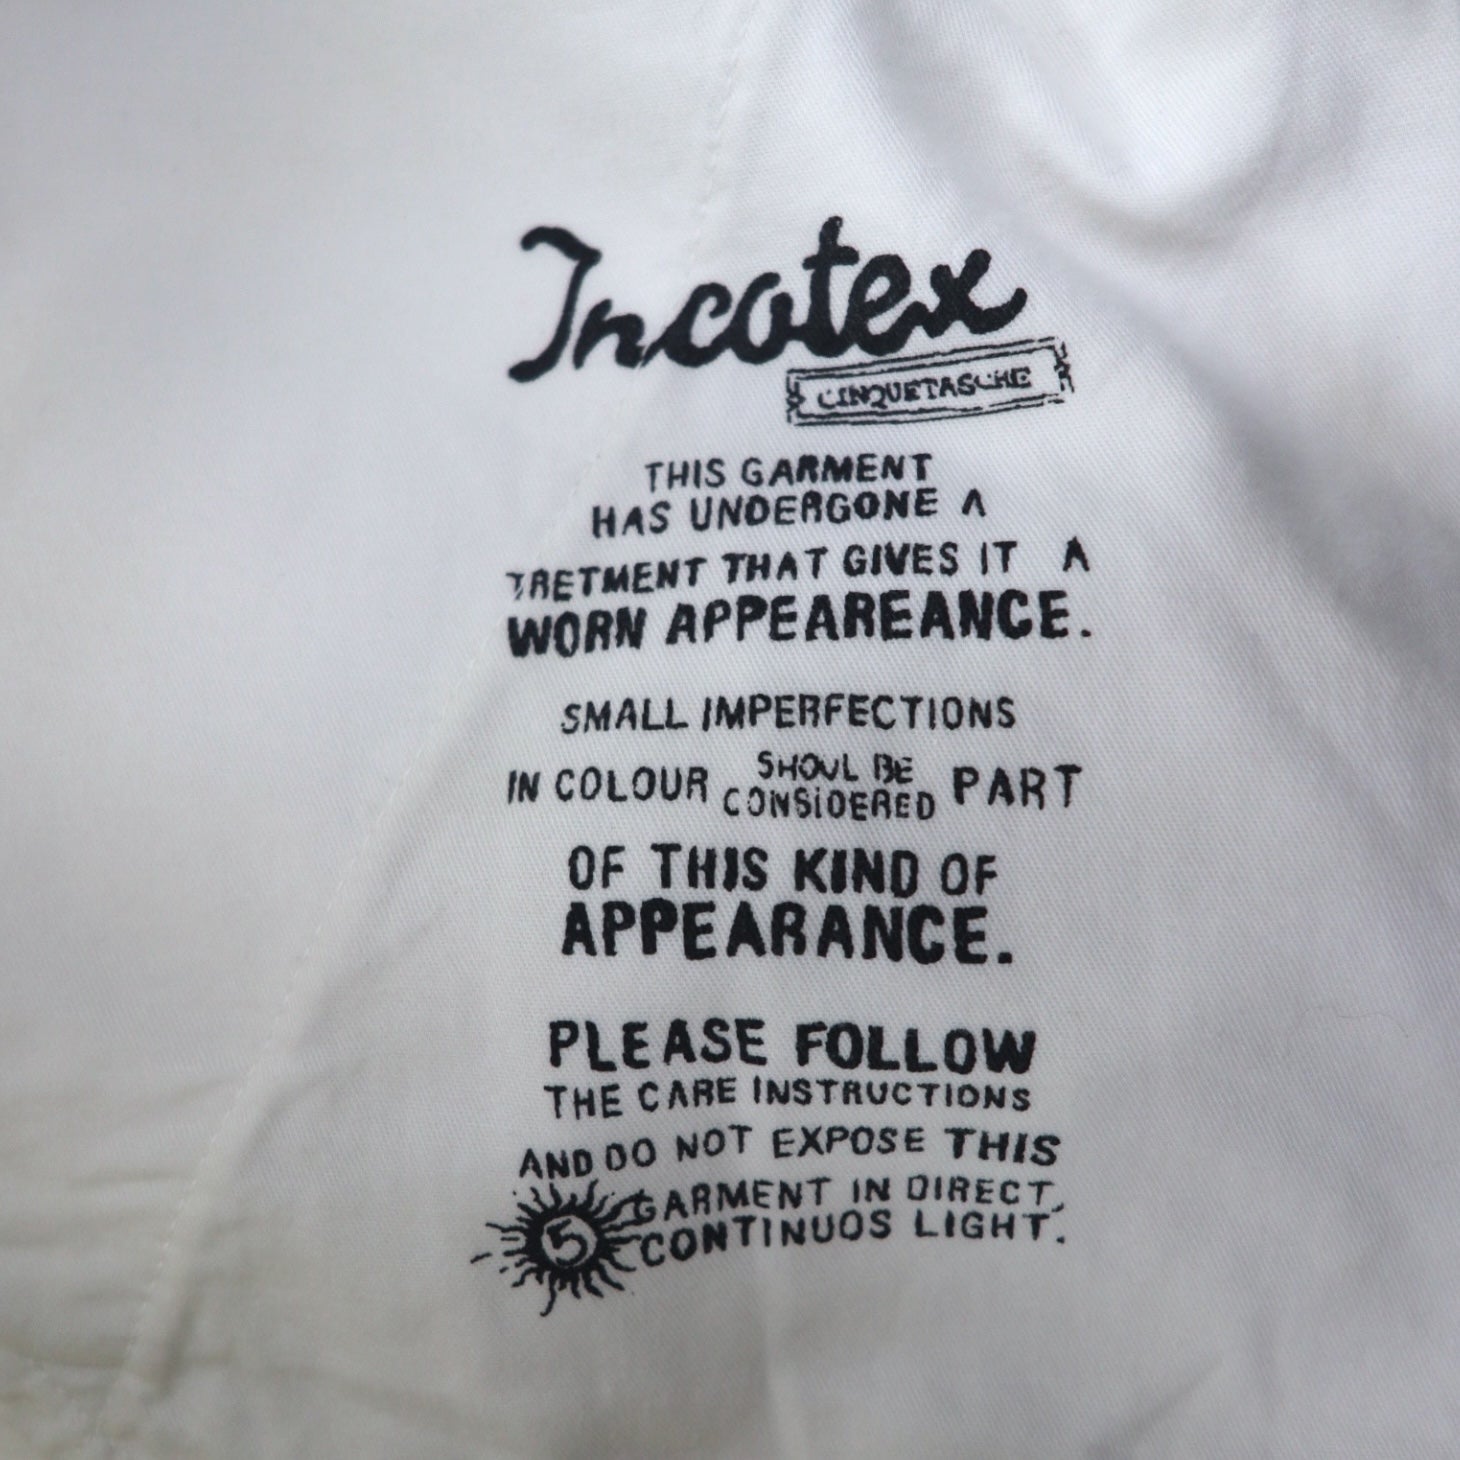 Incotex
CINQUETASCHE
THIS GARMENT
HAS UNDERGONE A
TRETMENT THAT GIVES IT A
WORN APPEAREANCE.
SMALL IMPERFECTIONS
IN COLOUR SHOUL BE CONSIDERED PART
OF THIS KIND OF
APPEARANCE.
PLEASE FOLLOW
THE CARE INSTRUCTIONS
AND DO NOT EXPOSE THIS
GARMENT IN DIRECT,
5 CONTINUOS LIGHT.